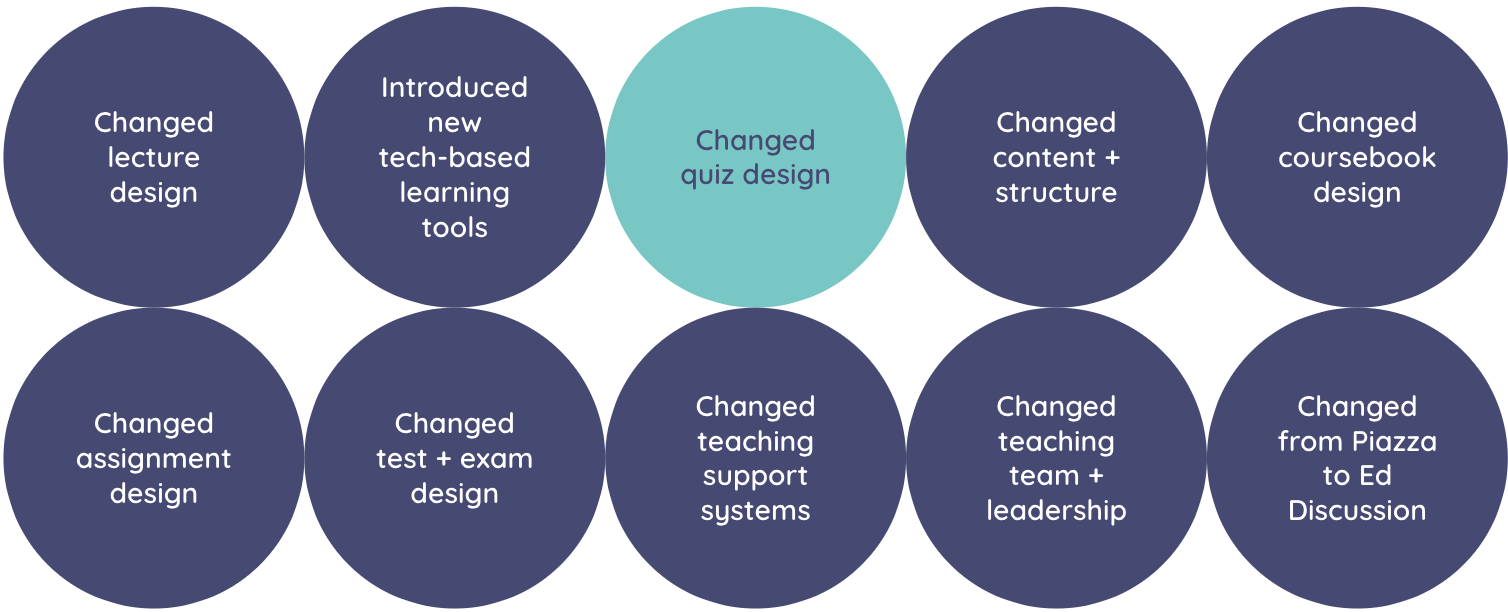 Changed
lecture
design
Introduced
new
tech-based
learning
tools
Changed
quiz design
Changed
content +
structure
Changed
coursebook
design
Changed
assignment
design
Changed
test + exam
design
Changed
teaching
support
systems
Changed
teaching
team +
leadership
Changed
from Piazza
to Ed
Discussion